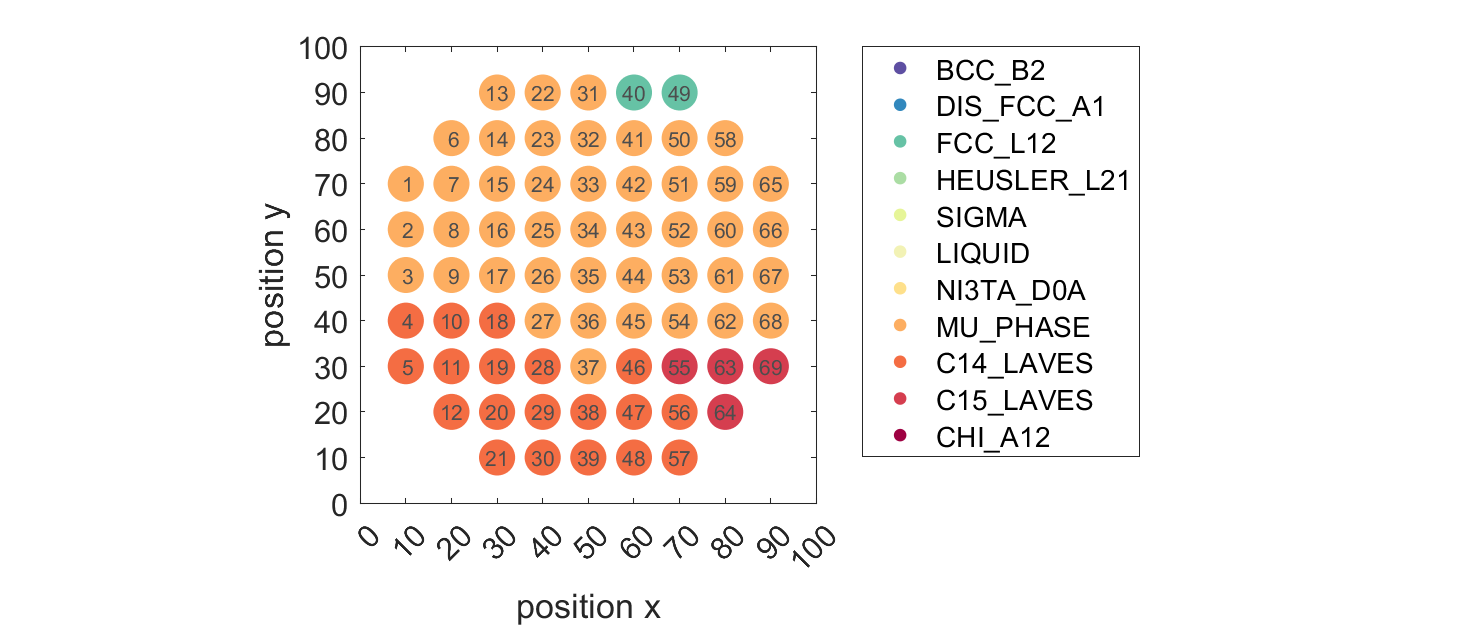 100
90
80
70
60
50
40
30
20
10
0
position y
13 22 31 40 49
6 14 23 32 41 50 58
1 7 15 24 33 42 51 59 65
2 8 16 25 34 43 52 60 66
3 9 17 26 35 44 53 61 67
4 10 18 27 36 45 54 62 68
5 11 19 28 37 46 55 63 69
12 20 29 38 47 56 64
21 30 39 48 57
0 10 20 30 40 50 60 70 80 90 100
position x
BCC_B2
DIS_FCC_A1
FCC_L12
HEUSLER_L21
SIGMA
LIQUID
NI3TA_D0A
MU_PHASE
C14_LAVES
C15_LAVES
CHI_A12